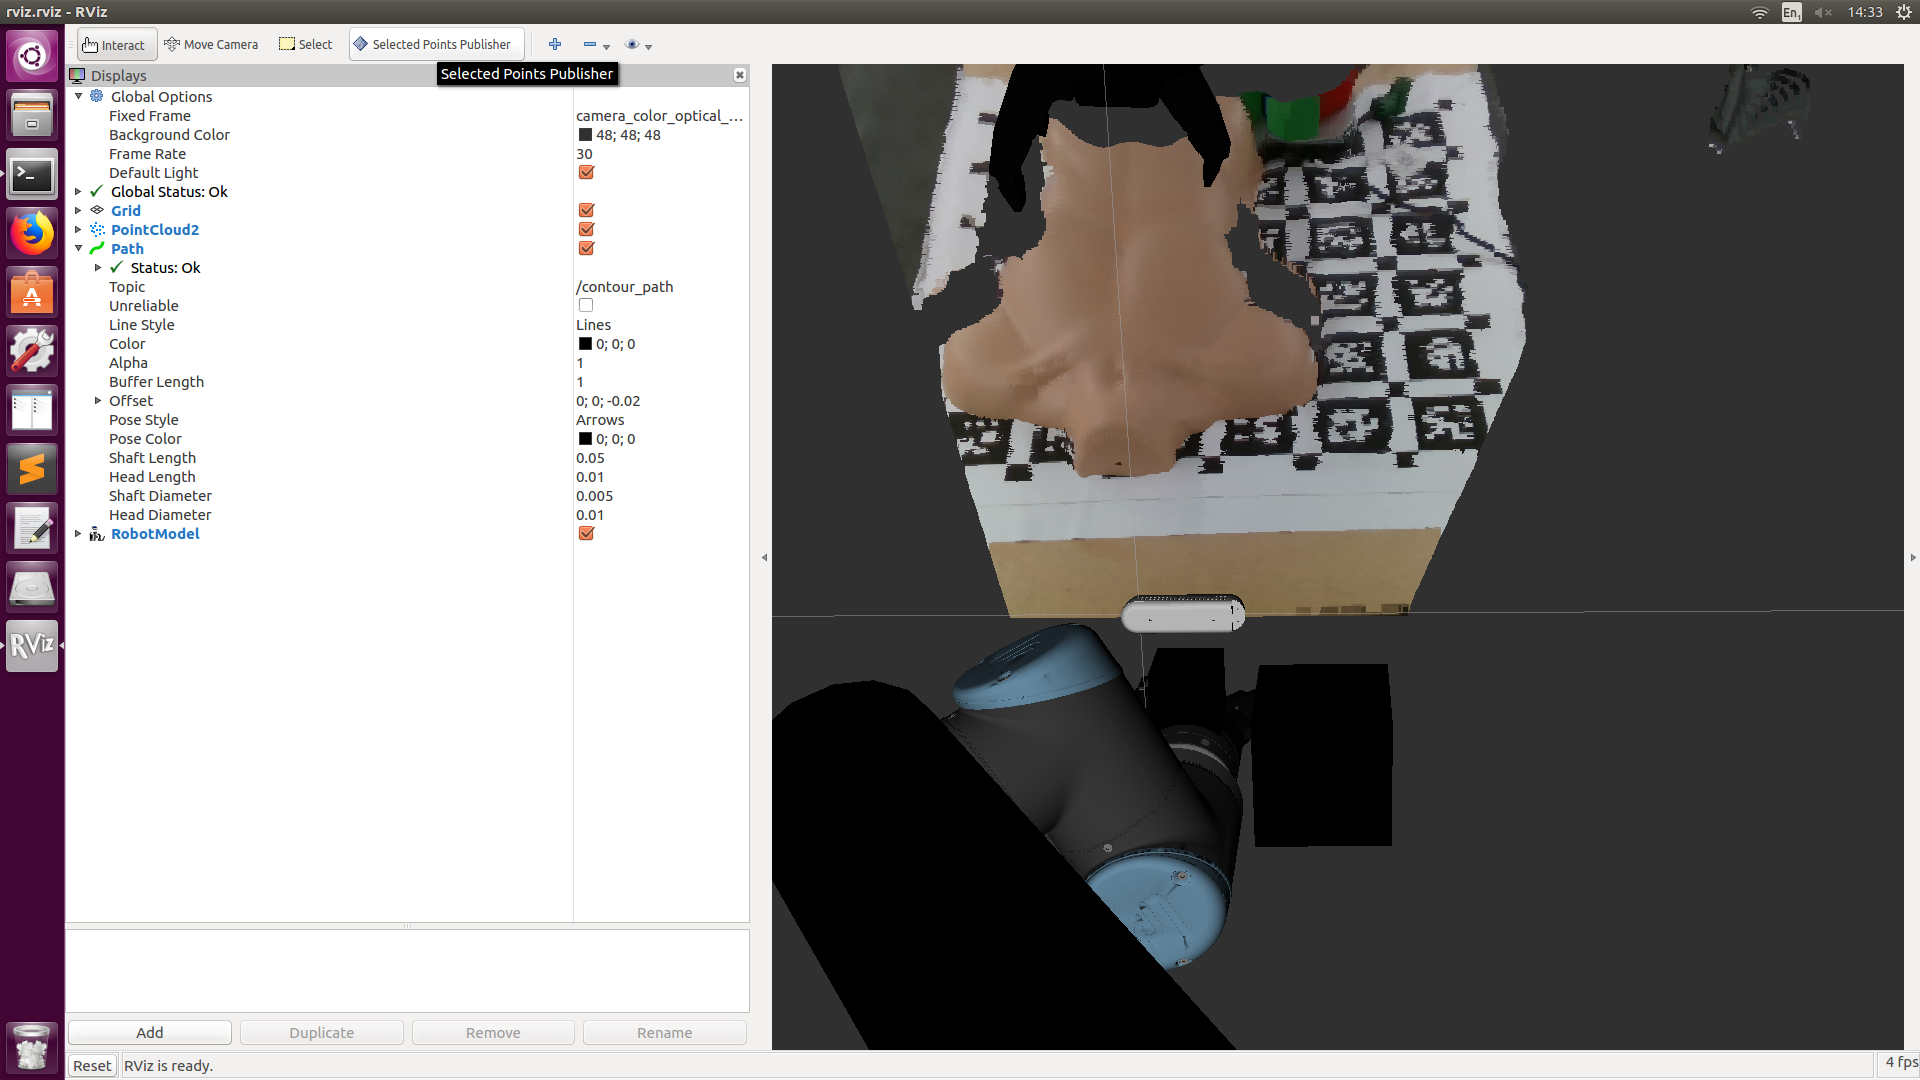 rviz.rviz - RViz
En1
14:33
Interact
Move Camera
Select
Selected Points Publisher
Displays
Selected Points Publisher
Global Options
Fixed Frame
camera_color_optical_...
Background Color
48; 48; 48
Frame Rate
30
Default Light
Global Status: Ok
Grid
PointCloud2
Path
Status: Ok
Topic
/contour_path
Unreliable
Line Style
Lines
Color
0; 0; 0
Alpha
1
Buffer Length
1
Offset
0; 0; -0.02
Pose Style
Arrows
Pose Color
0; 0; 0
Shaft Length
0.05
Head Length
0.01
Shaft Diameter
0.005
Head Diameter
0.01
RobotModel
RViz
Add
Duplicate
Remove
Rename
Reset
RViz is ready.
4 fps